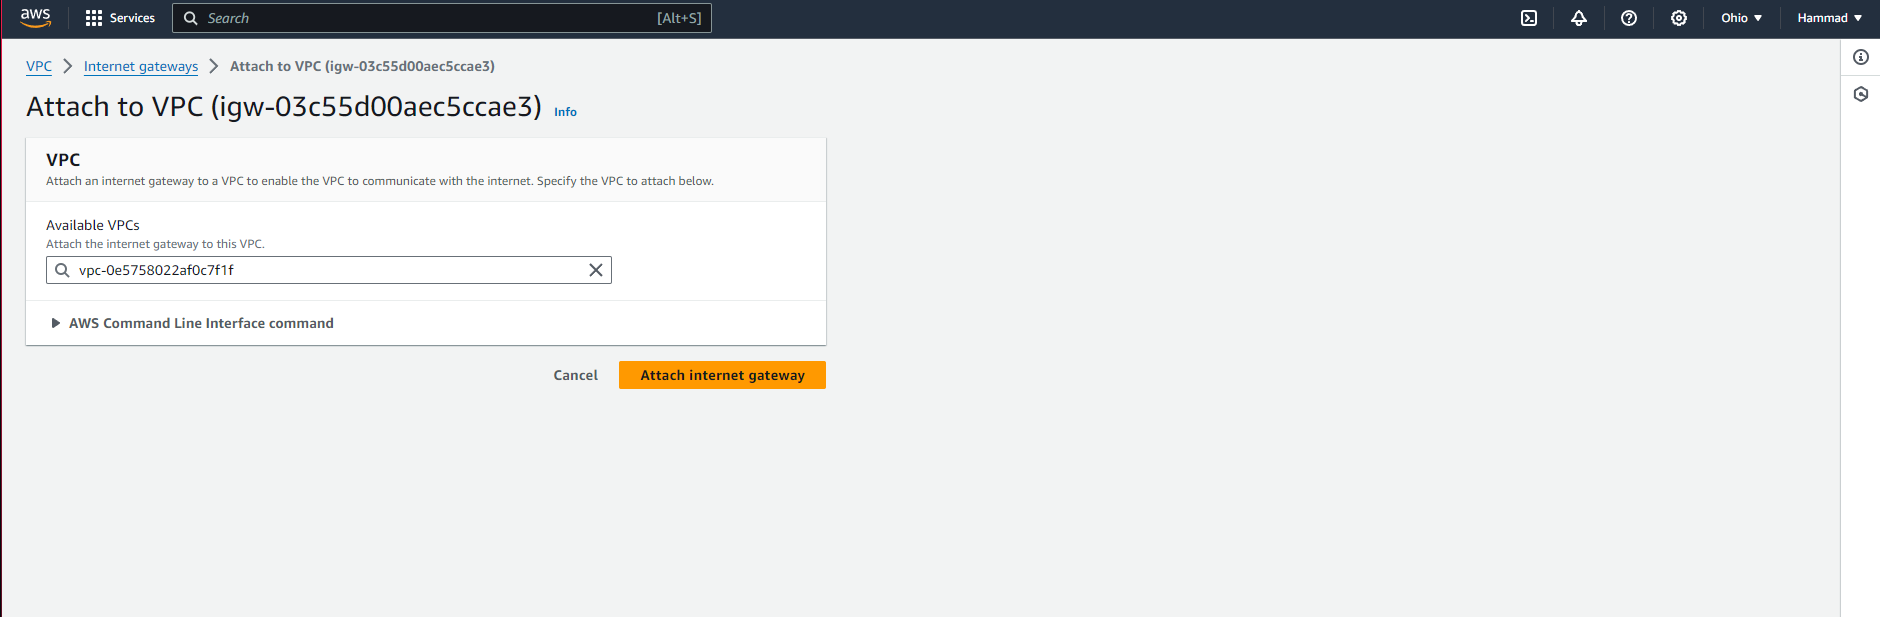 aws Services Search [Alt+S] Ohio Hammad
VPC Internet gateways Attach to VPC (igw-03c55d00aec5ccae3)
Attach to VPC (igw-03c55d00aec5ccae3) Info
VPC
Attach an internet gateway to a VPC to enable the VPC to communicate with the internet. Specify the VPC to attach below.
Available VPCs
Attach the internet gateway to this VPC.
vpc-0e5758022af0c7f1f
AWS Command Line Interface command
Cancel Attach internet gateway